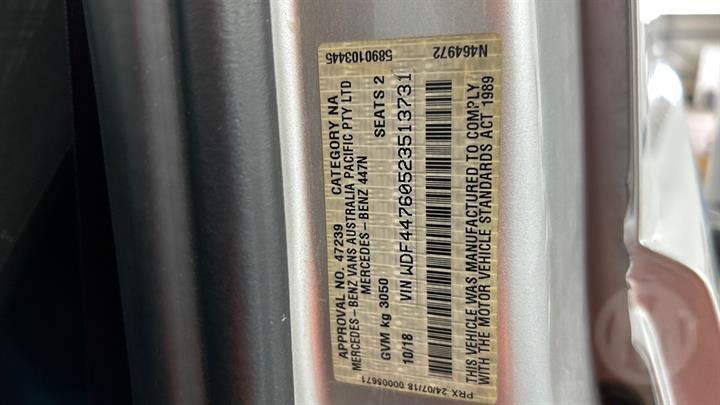 5890103445 N464972
APPROVAL NO. 47239 CATEGORY NA
MERCEDES-BENZ VANS AUSTRALIA PACIFIC PTY LTD
MERCEDES-BENZ 447N
GVM kg 3050 SEATS 2
10/18 VIN WDF44760523513731
THIS VEHICLE WAS MANUFACTURED TO COMPLY
WITH THE MOTOR VEHICLE STANDARDS ACT 1989
PRX 24/07/18 00005671